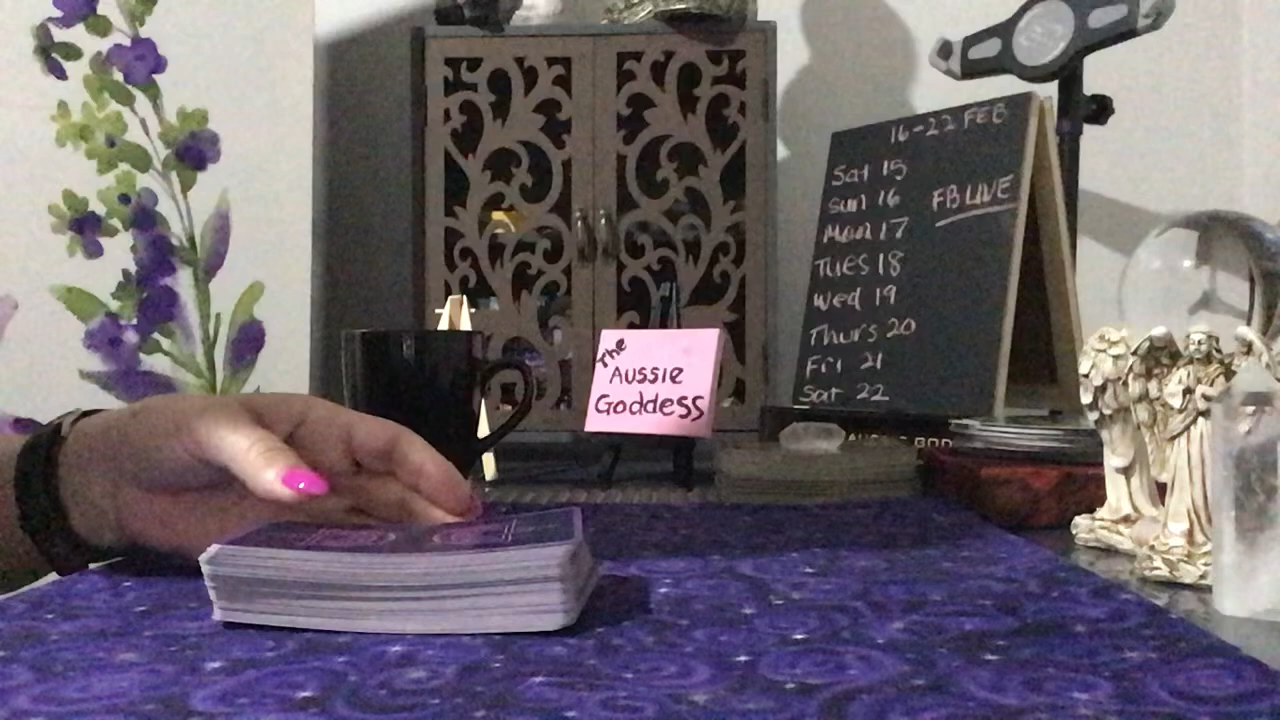 16-22 FEB
Sat 15
Sun 16 FB LIVE
Mon 17
TUES 18
Wed 19
Thurs 20
Fri 21
Sat 22
The
Aussie
Goddess